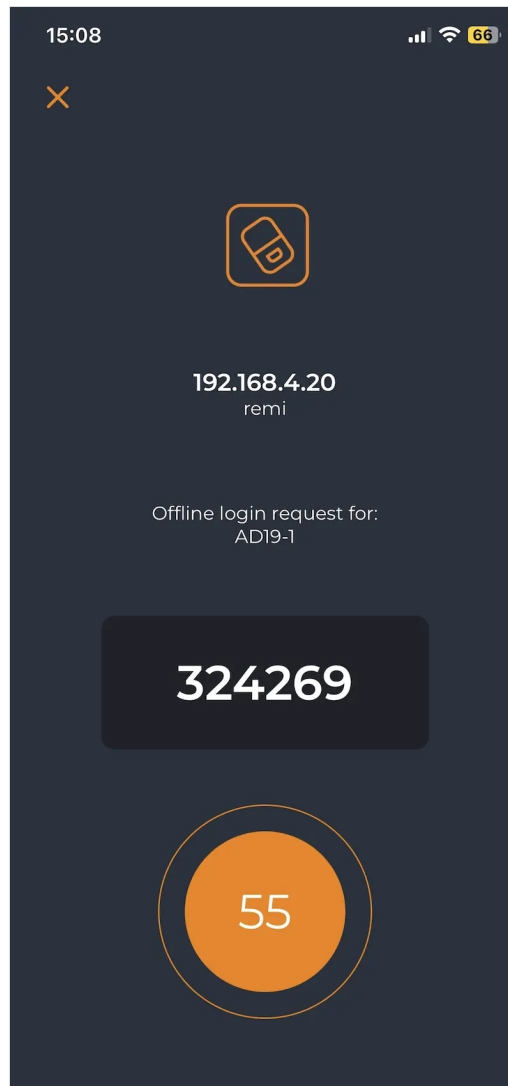 15:08
66
192.168.4.20
remi
Offline login request for:
AD19-1
324269
55